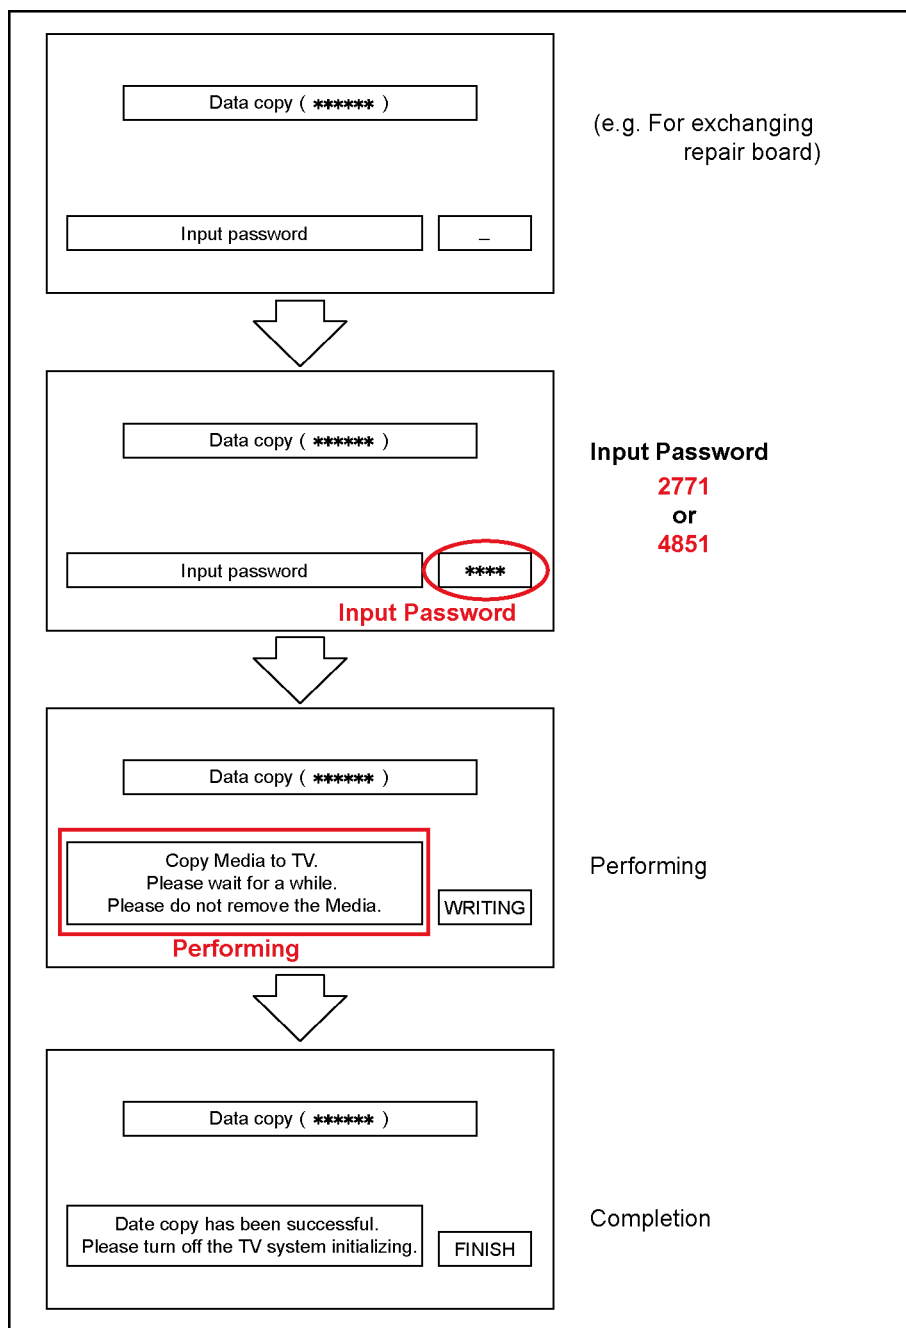 Data copy ( ****** )
(e.g. For exchanging
repair board)
Input password
_
Data copy ( ****** )
Input Password
2771
or
4851
Input password
****
Input Password
Data copy ( ****** )
Copy Media to TV.
Please wait for a while.
Please do not remove the Media.
WRITING
Performing
Performing
Data copy ( ****** )
Date copy has been successful.
Please turn off the TV system initializing.
FINISH
Completion